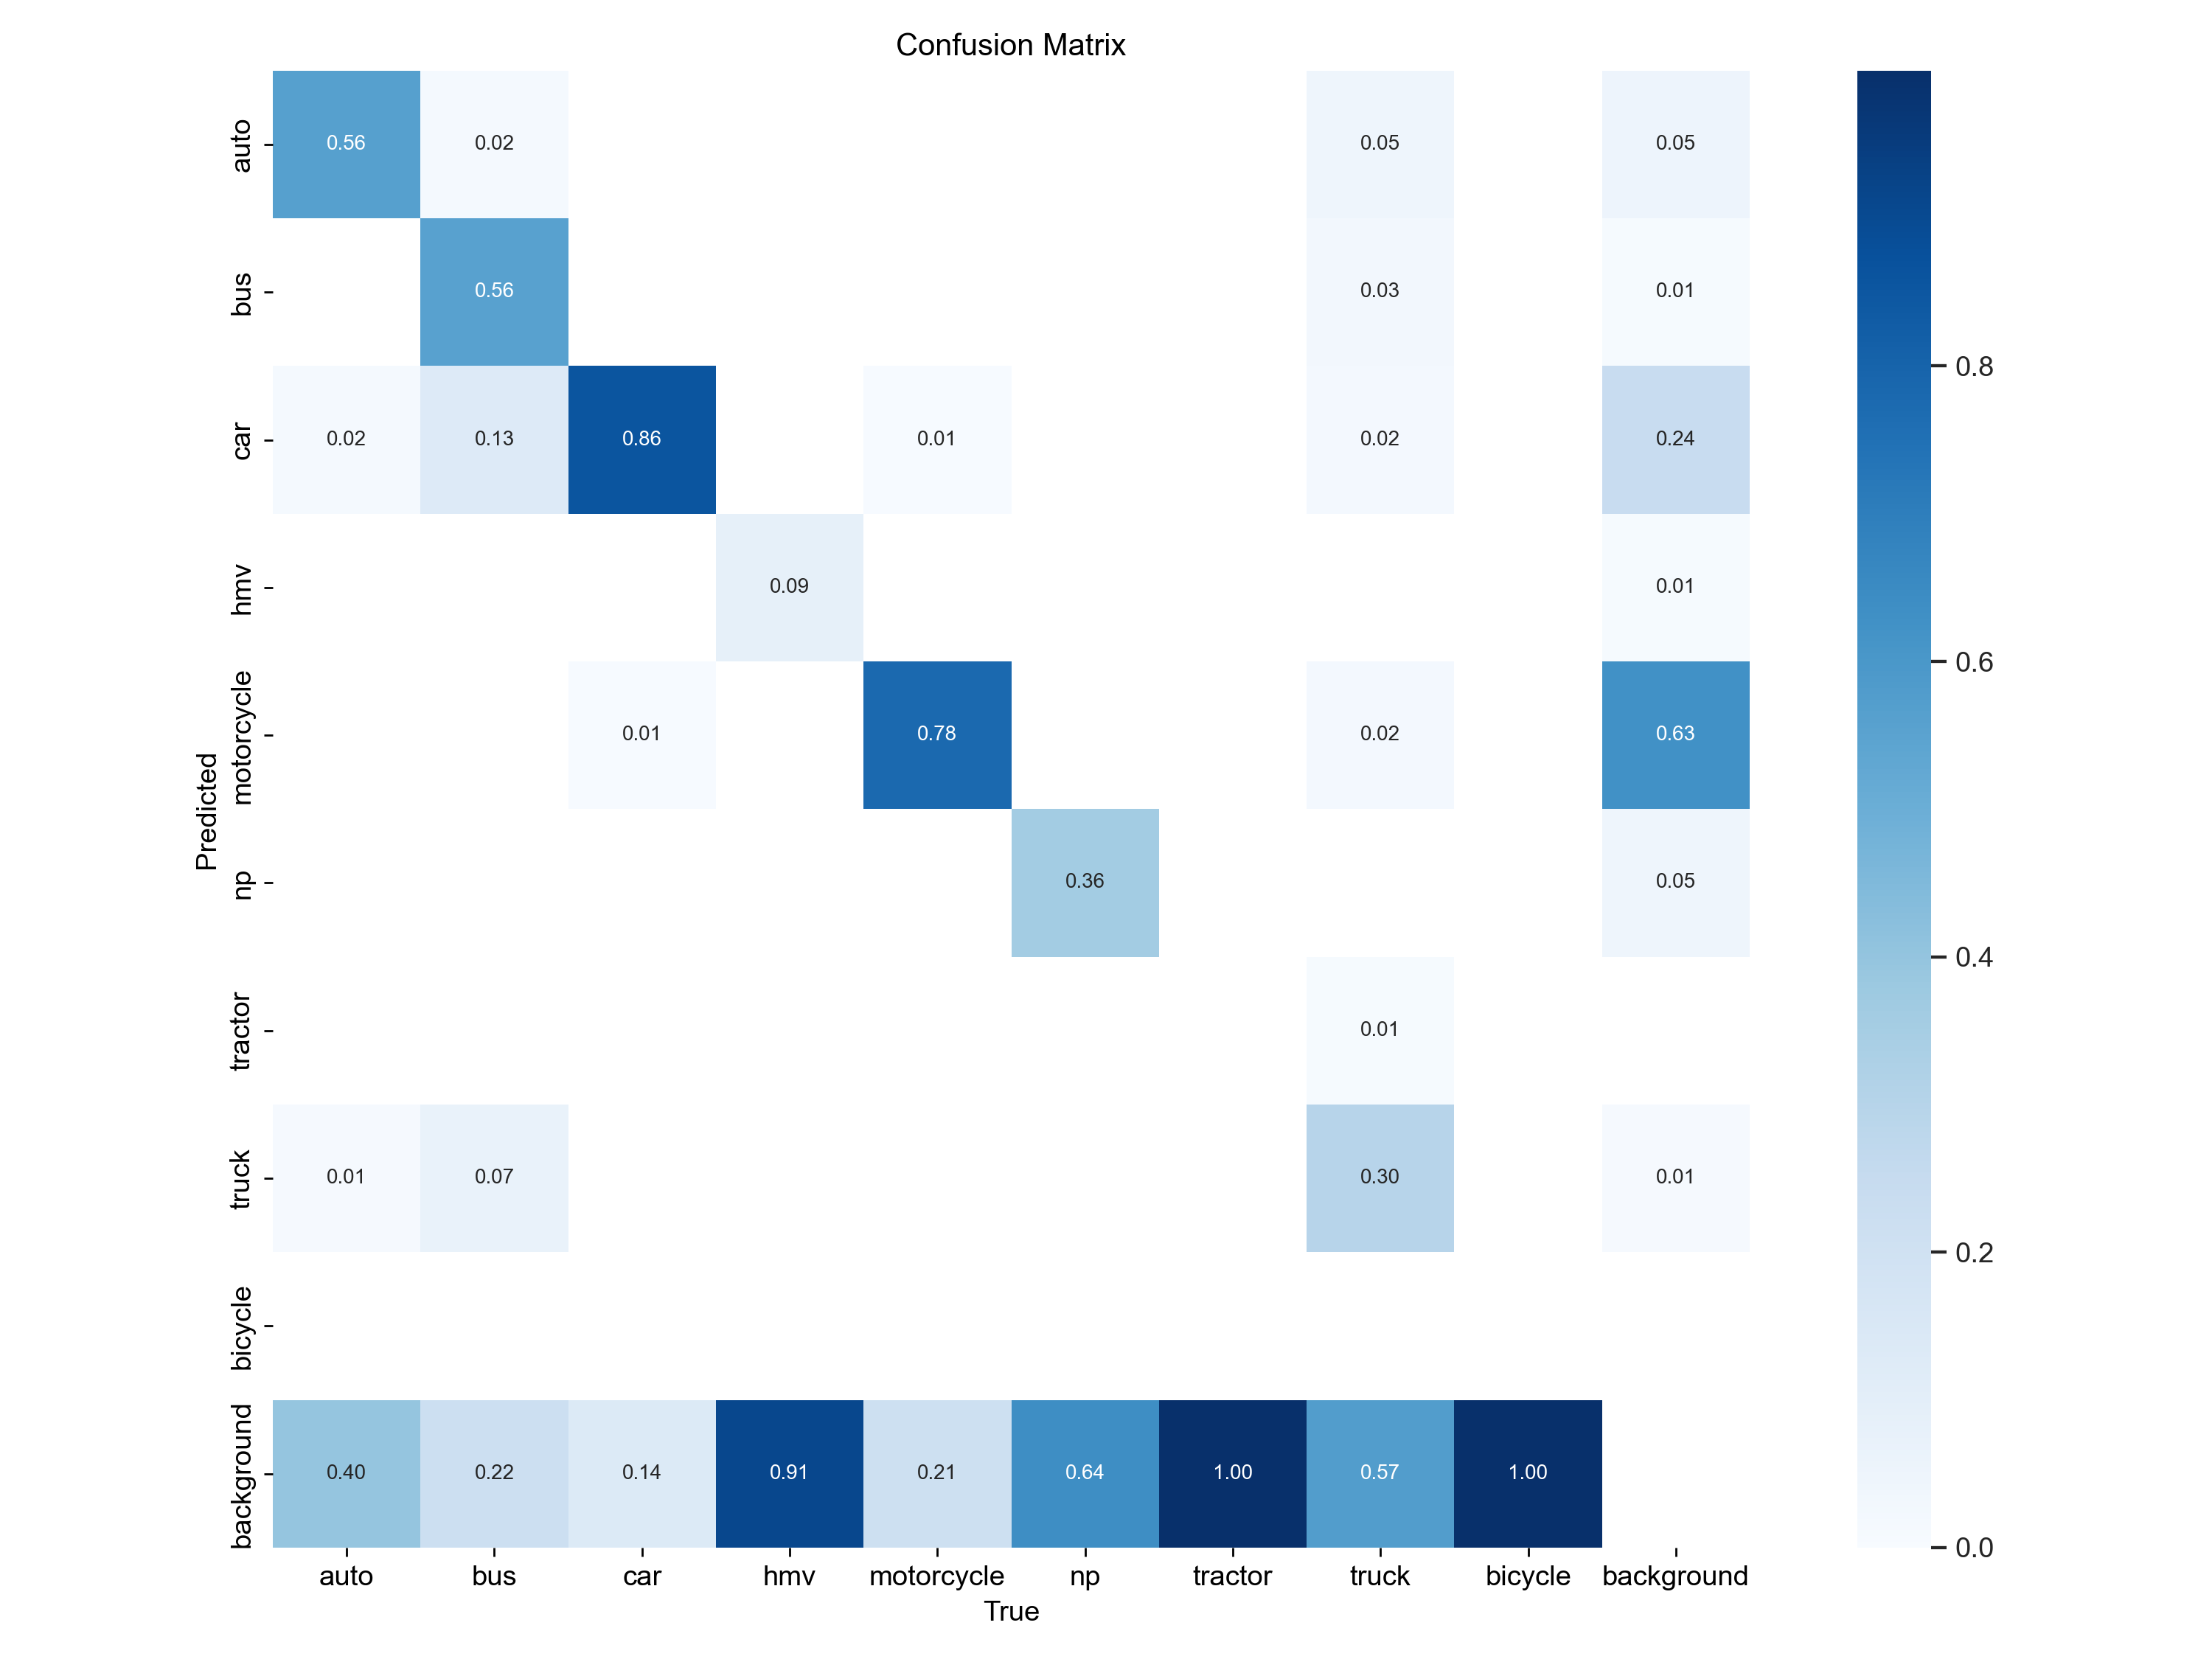 Confusion Matrix
auto 0.56 0.02 0.05 0.05
bus 0.56 0.03 0.01
car 0.02 0.13 0.86 0.01 0.02 0.24
hmv 0.09 0.01
motorcycle 0.01 0.78 0.02 0.63
np 0.36 0.05
tractor 0.01
truck 0.01 0.07 0.30 0.01
bicycle
background 0.40 0.22 0.14 0.91 0.21 0.64 1.00 0.57 1.00
Predicted
auto bus car hmv motorcycle np tractor truck bicycle background
True
0.8
0.6
0.4
0.2
0.0